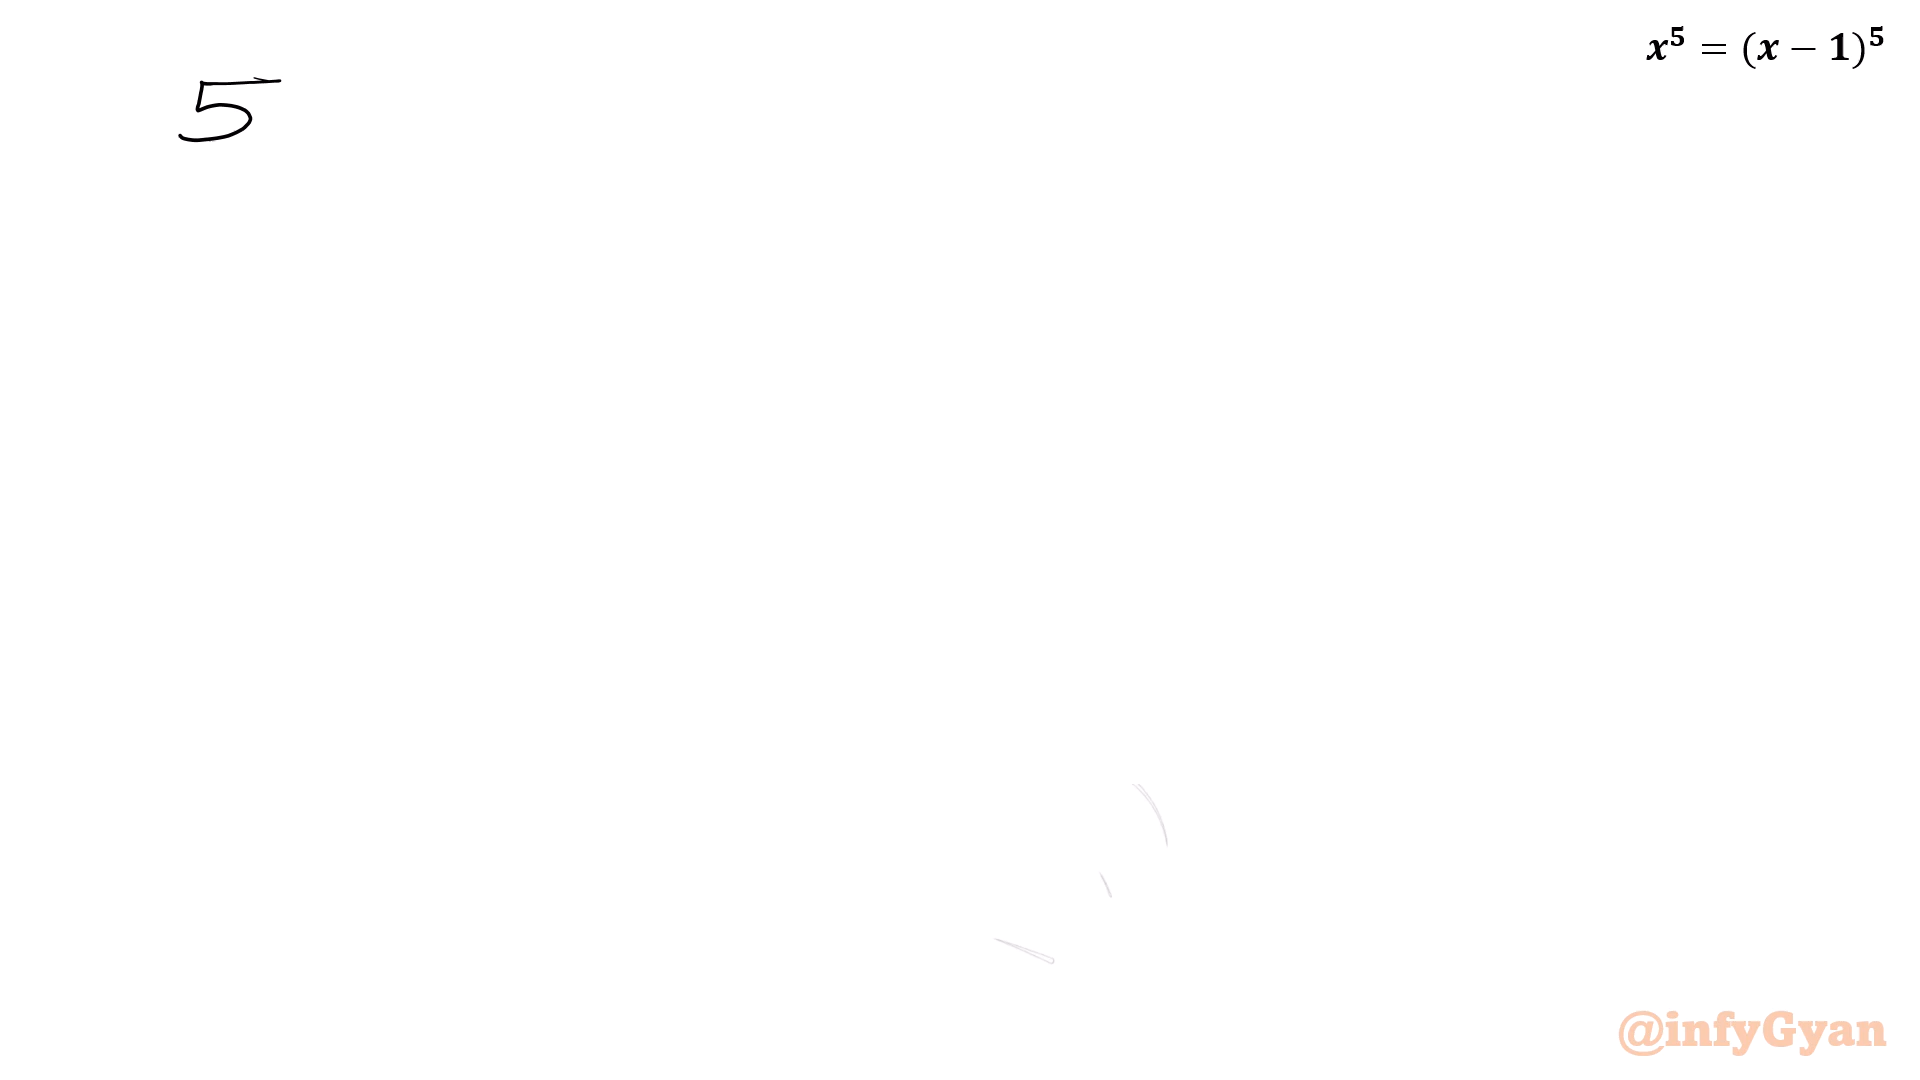 x⁵ = (x − 1)⁵
5
@infyGyan